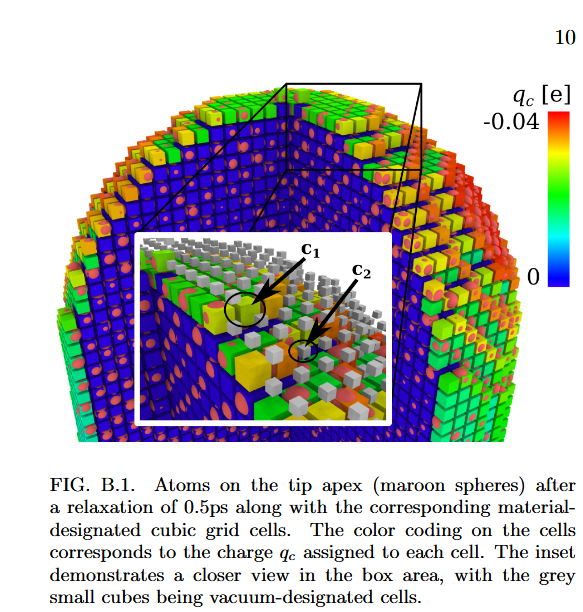 10
q_c [e]
-0.04
0
c_1
c_2
FIG. B.1. Atoms on the tip apex (maroon spheres) after
a relaxation of 0.5ps along with the corresponding material-
designated cubic grid cells. The color coding on the cells
corresponds to the charge q_c assigned to each cell. The inset
demonstrates a closer view in the box area, with the grey
small cubes being vacuum-designated cells.